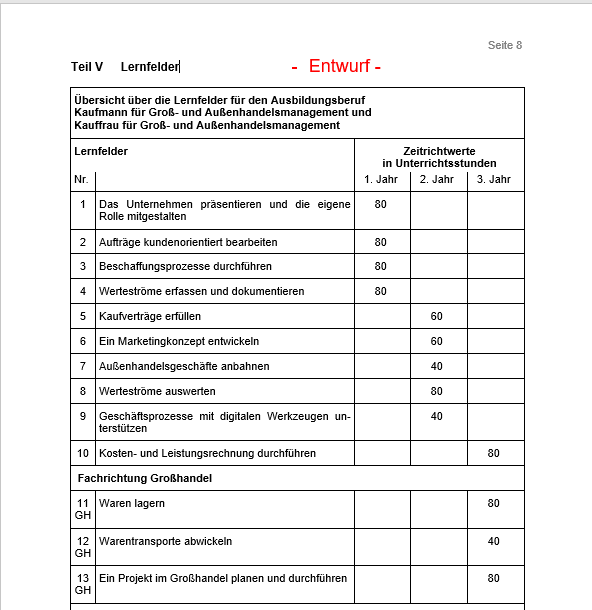 Seite 8
Teil V Lernfelder - Entwurf -
Übersicht über die Lernfelder für den Ausbildungsberuf
Kaufmann für Groß- und Außenhandelsmanagement und
Kauffrau für Groß- und Außenhandelsmanagement
Lernfelder Zeitrichtwerte
in Unterrichtsstunden
Nr. 1. Jahr 2. Jahr 3. Jahr
1 Das Unternehmen präsentieren und die eigene 80
Rolle mitgestalten
2 Aufträge kundenorientiert bearbeiten 80
3 Beschaffungsprozesse durchführen 80
4 Werteströme erfassen und dokumentieren 80
5 Kaufverträge erfüllen 60
6 Ein Marketingkonzept entwickeln 60
7 Außenhandelsgeschäfte anbahnen 40
8 Werteströme auswerten 80
9 Geschäftsprozesse mit digitalen Werkzeugen un- 40
terstützen
10 Kosten- und Leistungsrechnung durchführen 80
Fachrichtung Großhandel
11 Waren lagern 80
GH
12 Warentransporte abwickeln 40
GH
13 Ein Projekt im Großhandel planen und durchführen 80
GH